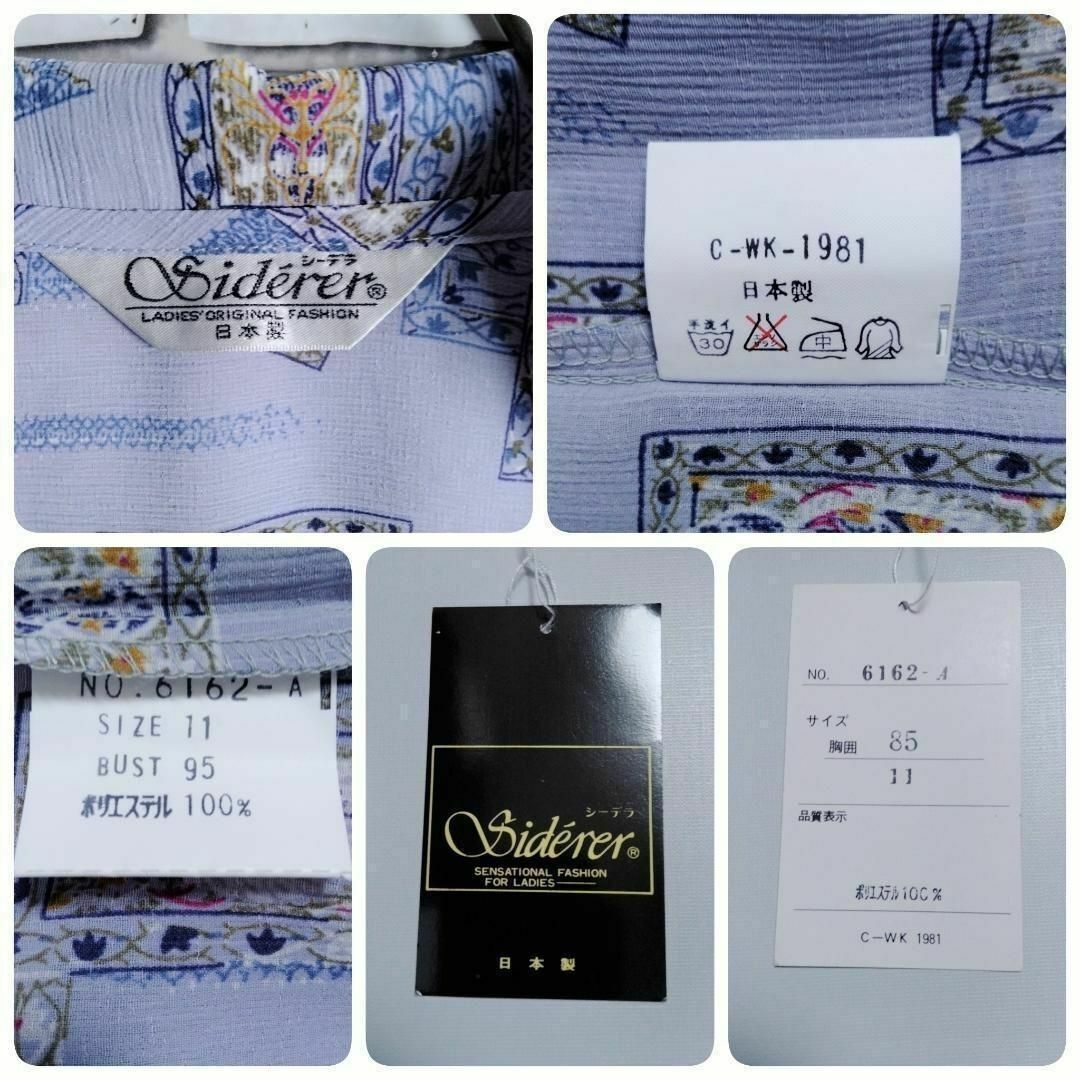 シーデラ
Sidérer®
LADIES' ORIGINAL FASHION
日本製
C-WK-1981
日本製
手洗イ
30
中
NO. 6162-A
SIZE 11
BUST 95
ポリエステル 100%
シーデラ
Sidérer®
SENSATIONAL FASHION
FOR LADIES
日本製
NO. 6162-A
サイズ
胸囲 85
11
品質表示
ポリエステル100%
C-WK 1981